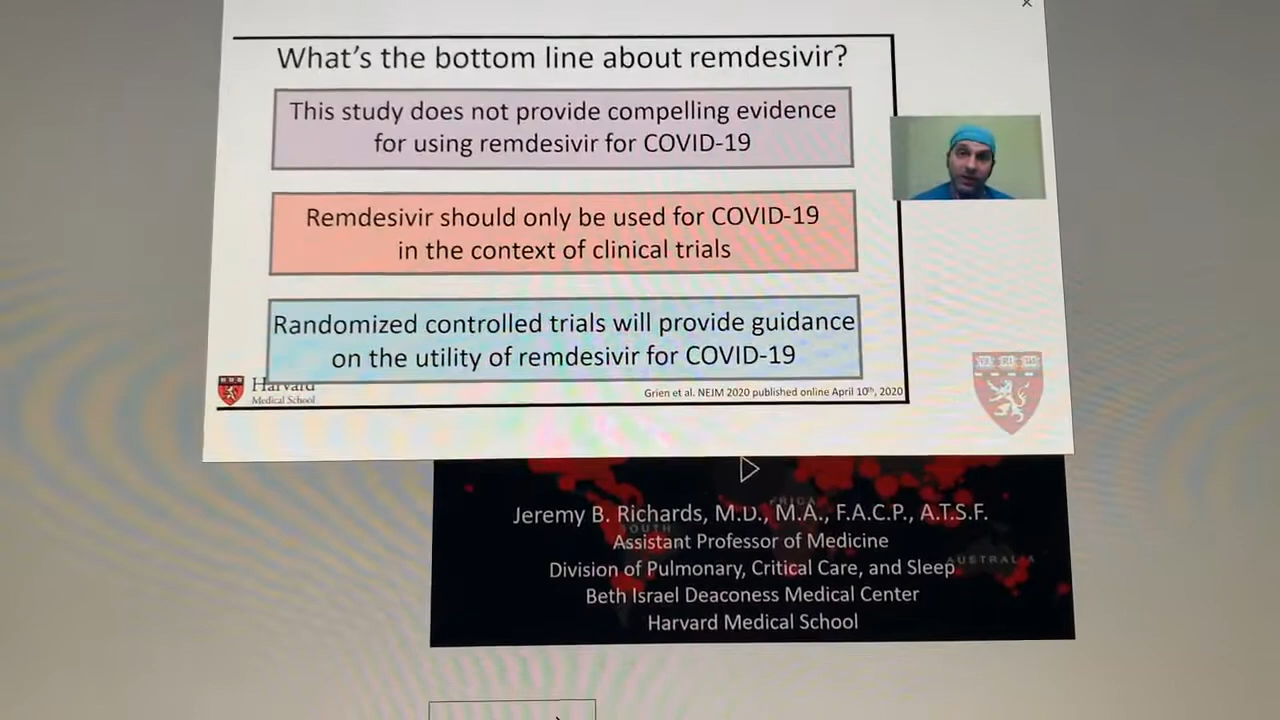 What's the bottom line about remdesivir?
This study does not provide compelling evidence
for using remdesivir for COVID-19
Remdesivir should only be used for COVID-19
in the context of clinical trials
Randomized controlled trials will provide guidance
on the utility of remdesivir for COVID-19
Harvard
Medical School
Grien et al. NEJM 2020 published online April 10th, 2020
Jeremy B. Richards, M.D., M.A., F.A.C.P., A.T.S.F.
Assistant Professor of Medicine
Division of Pulmonary, Critical Care, and Sleep
AUSTRALIA
Beth Israel Deaconess Medical Center
Harvard Medical School